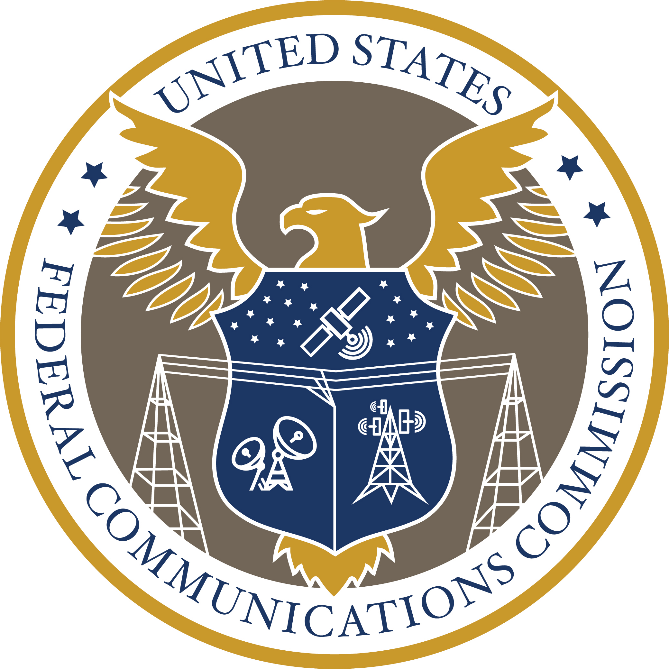 UNITED STATES
FEDERAL COMMUNICATIONS COMMISSION